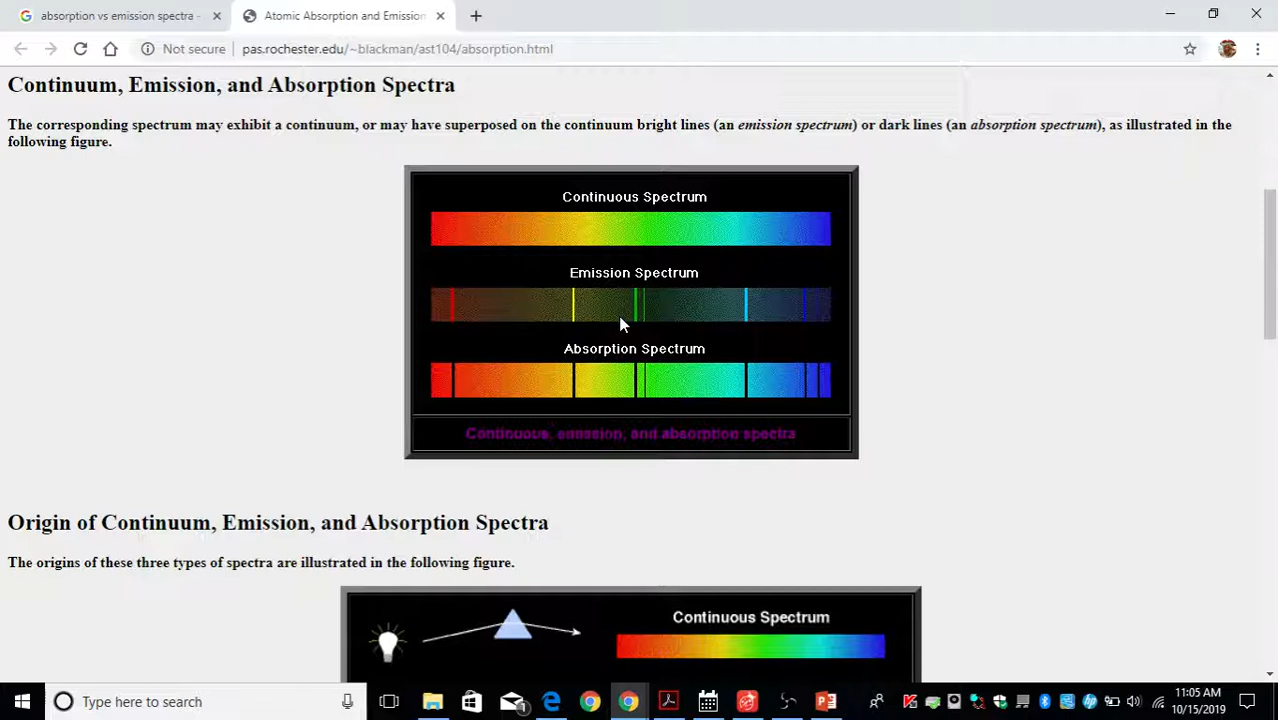 absorption vs emission spectra -
Atomic Absorption and Emission
Not secure
pas.rochester.edu/~blackman/ast104/absorption.html
Continuum, Emission, and Absorption Spectra
The corresponding spectrum may exhibit a continuum, or may have superposed on the continuum bright lines (an emission spectrum) or dark lines (an absorption spectrum), as illustrated in the
following figure.
Continuous Spectrum
Emission Spectrum
Absorption Spectrum
Continuous, emission, and absorption spectra
Origin of Continuum, Emission, and Absorption Spectra
The origins of these three types of spectra are illustrated in the following figure.
Continuous Spectrum
Type here to search
1
11:05 AM
10/15/2019